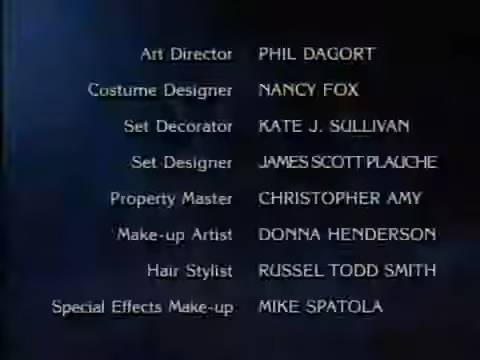 Art Director PHIL DAGORT
Costume Designer NANCY FOX
Set Decorator KATE J. SULLIVAN
Set Designer JAMES SCOTT PLAUCHE
Property Master CHRISTOPHER AMY
Make-up Artist DONNA HENDERSON
Hair Stylist RUSSEL TODD SMITH
Special Effects Make-up MIKE SPATOLA